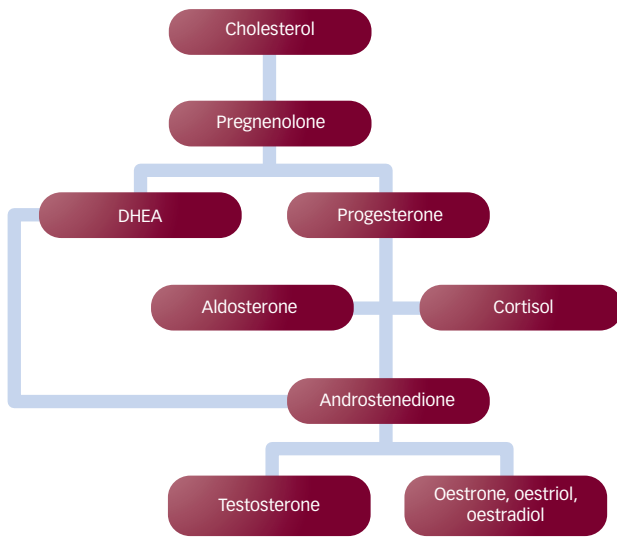 Cholesterol
Pregnenolone
DHEA
Progesterone
Aldosterone
Cortisol
Androstenedione
Testosterone
Oestrone, oestriol,
oestradiol